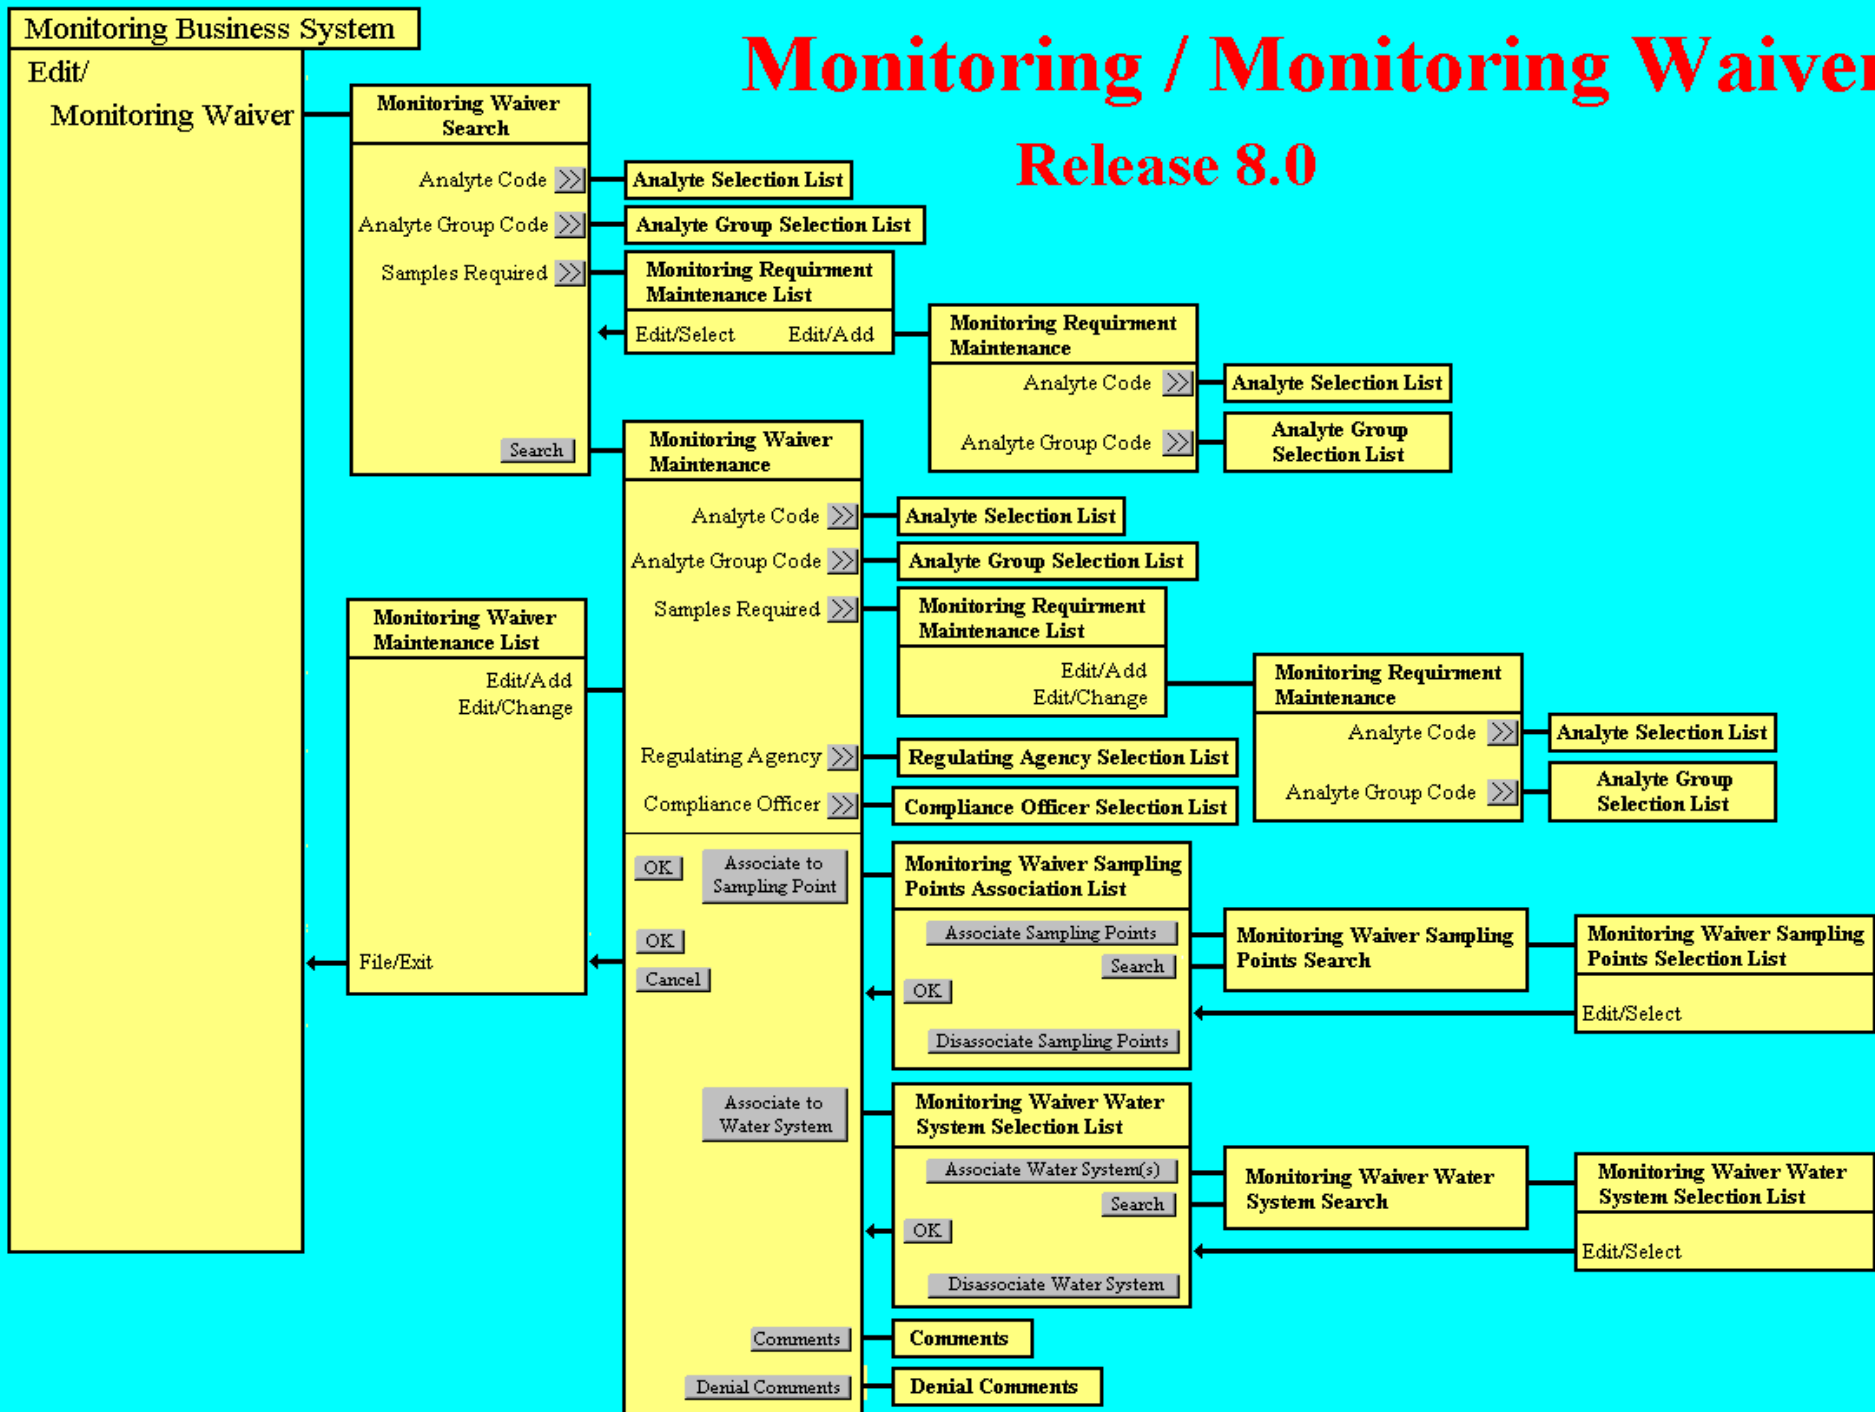 Monitoring Business System
Edit/
Monitoring Waiver
Monitoring / Monitoring Waiver
Release 8.0
Monitoring Waiver
Search
Analyte Code >>
Analyte Group Code >>
Samples Required >>
Search
Analyte Selection List
Analyte Group Selection List
Monitoring Requirment
Maintenance List
Edit/Select Edit/Add
Monitoring Requirment
Maintenance
Analyte Code >>
Analyte Group Code >>
Analyte Selection List
Analyte Group
Selection List
Monitoring Waiver
Maintenance
Analyte Code >>
Analyte Group Code >>
Samples Required >>
Regulating Agency >>
Compliance Officer >>
Analyte Selection List
Analyte Group Selection List
Monitoring Requirment
Maintenance List
Edit/Add
Edit/Change
Monitoring Requirment
Maintenance
Analyte Code >>
Analyte Group Code >>
Analyte Selection List
Analyte Group
Selection List
Regulating Agency Selection List
Compliance Officer Selection List
Monitoring Waiver
Maintenance List
Edit/Add
Edit/Change
File/Exit
OK
Associate to
Sampling Point
OK
Cancel
Monitoring Waiver Sampling
Points Association List
Associate Sampling Points
Search
OK
Disassociate Sampling Points
Monitoring Waiver Sampling
Points Search
Monitoring Waiver Sampling
Points Selection List
Edit/Select
Associate to
Water System
Monitoring Waiver Water
System Selection List
Associate Water System(s)
Search
OK
Disassociate Water System
Monitoring Waiver Water
System Search
Monitoring Waiver Water
System Selection List
Edit/Select
Comments
Comments
Denial Comments
Denial Comments